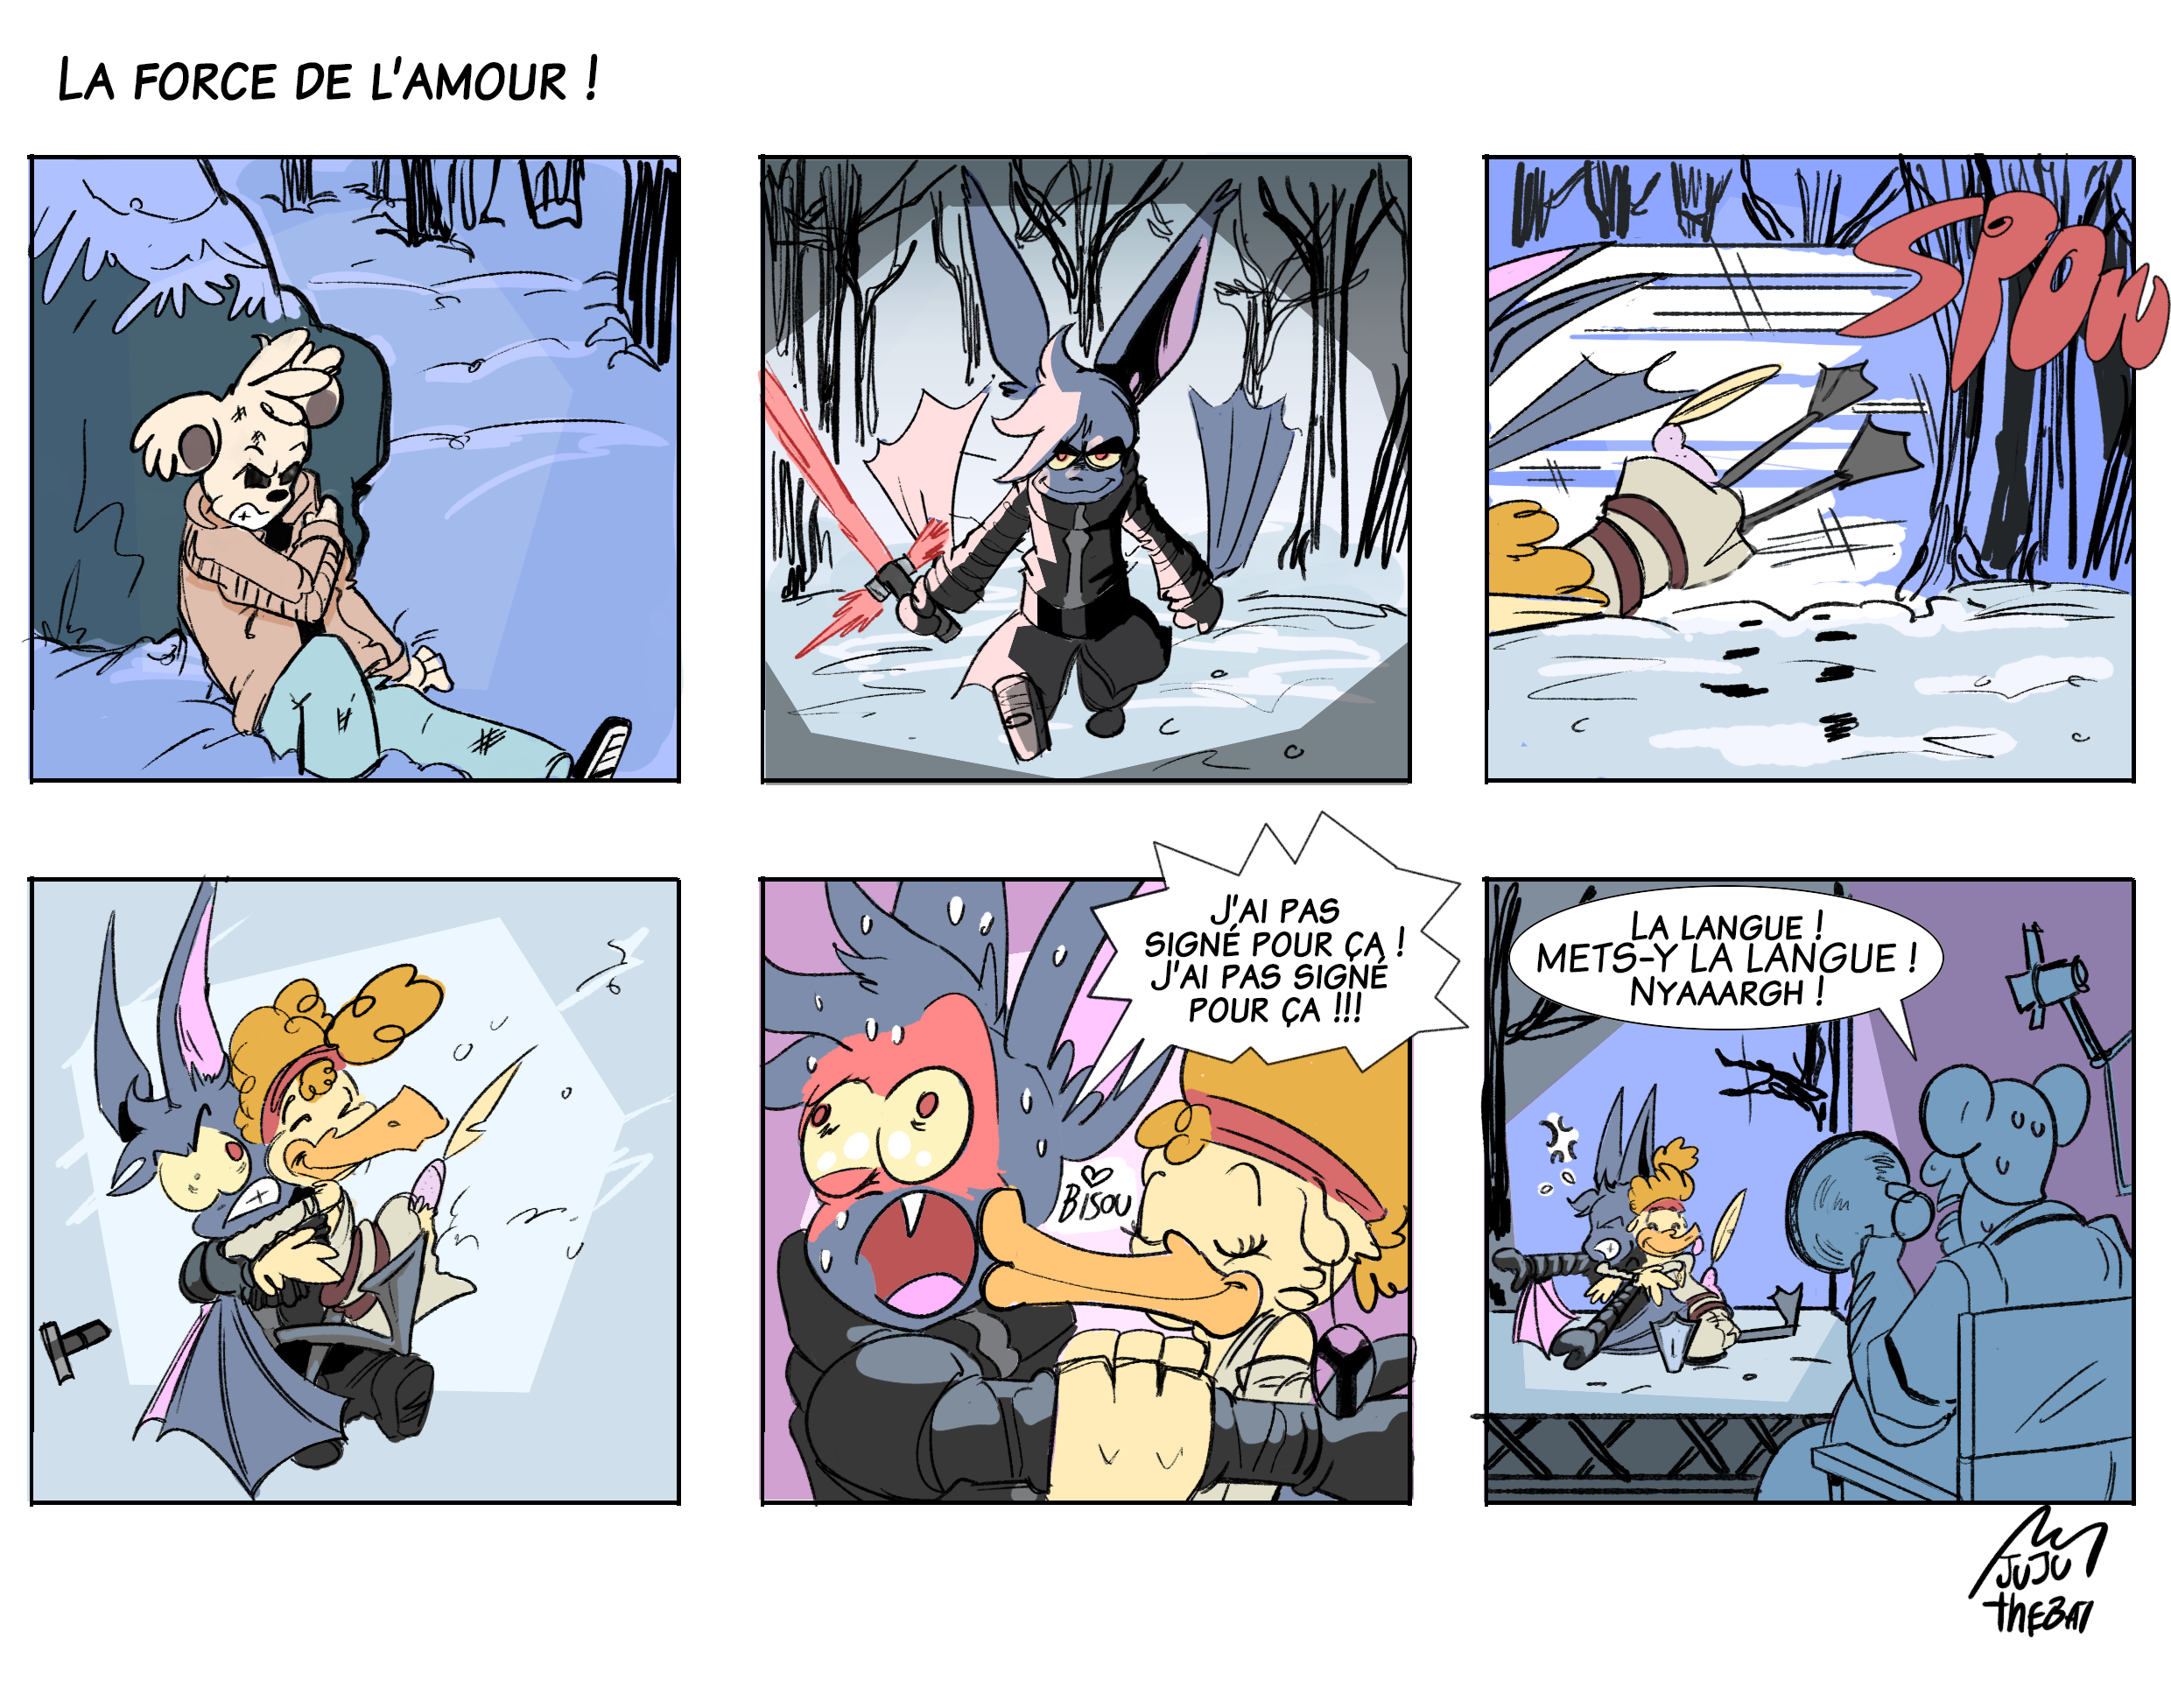 La force de l'amour !
SPOW
J'ai pas
signé pour ça !
J'ai pas signé
pour ça !!!
Bisou
La langue !
METS-Y LA LANGUE !
Nyaaargh !
JUJU
THEBAT